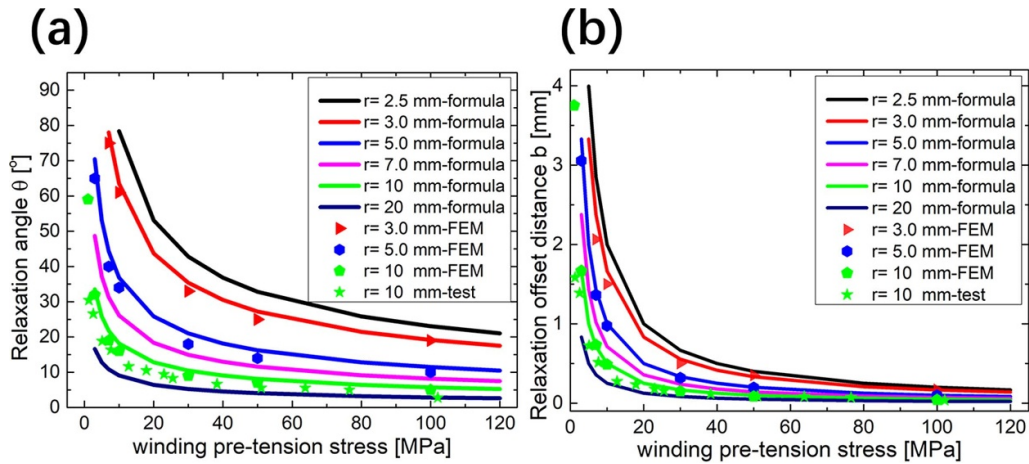 (a)
Relaxation angle θ [°]
90
80
70
60
50
40
30
20
10
0
0 20 40 60 80 100 120
winding pre-tension stress [MPa]
r= 2.5 mm-formula
r= 3.0 mm-formula
r= 5.0 mm-formula
r= 7.0 mm-formula
r= 10 mm-formula
r= 20 mm-formula
r= 3.0 mm-FEM
r= 5.0 mm-FEM
r= 10 mm-FEM
r= 10 mm-test
(b)
Relaxation offset distance b [mm]
4
3
2
1
0
0 20 40 60 80 100 120
winding pre-tension stress [MPa]
r= 2.5 mm-formula
r= 3.0 mm-formula
r= 5.0 mm-formula
r= 7.0 mm-formula
r= 10 mm-formula
r= 20 mm-formula
r= 3.0 mm-FEM
r= 5.0 mm-FEM
r= 10 mm-FEM
r= 10 mm-test